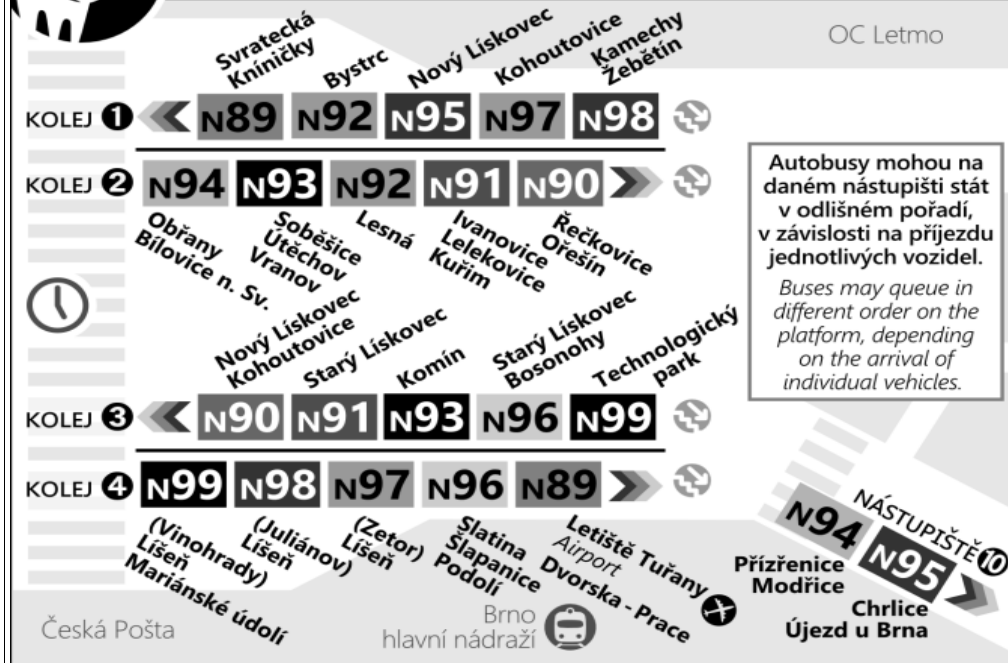 OC Letmo
Svratecká
Kníničky
Bystrc
Nový Lískovec
Kohoutovice
Kamechy
Žebětín
KOLEJ 1 N89 N92 N95 N97 N98
KOLEJ 2 N94 N93 N92 N91 N90
Obřany
Bílovice n. Sv.
Soběšice
Útěchov
Vranov
Lesná
Ivanovice
Lelekovice
Kuřim
Řečkovice
Ořešín
Autobusy mohou na
daném nástupišti stát
v odlišném pořadí,
v závislosti na příjezdu
jednotlivých vozidel.
Buses may queue in
different order on the
platform, depending
on the arrival of
individual vehicles.
Nový Lískovec
Kohoutovice
Starý Lískovec
Komín
Starý Lískovec
Bosonohy
Technologický
park
KOLEJ 3 N90 N91 N93 N96 N99
KOLEJ 4 N99 N98 N97 N96 N89
(Vinohrady)
Líšeň
Mariánské údolí
(Juliánov)
Líšeň
(Zetor)
Líšeň
Slatina
Šlapanice
Podolí
Letiště Tuřany
Airport
Dvorska - Prace
NÁSTUPIŠTĚ 10
N94 N95
Přízřenice
Modřice
Chrlice
Újezd u Brna
Česká Pošta
Brno
hlavní nádraží